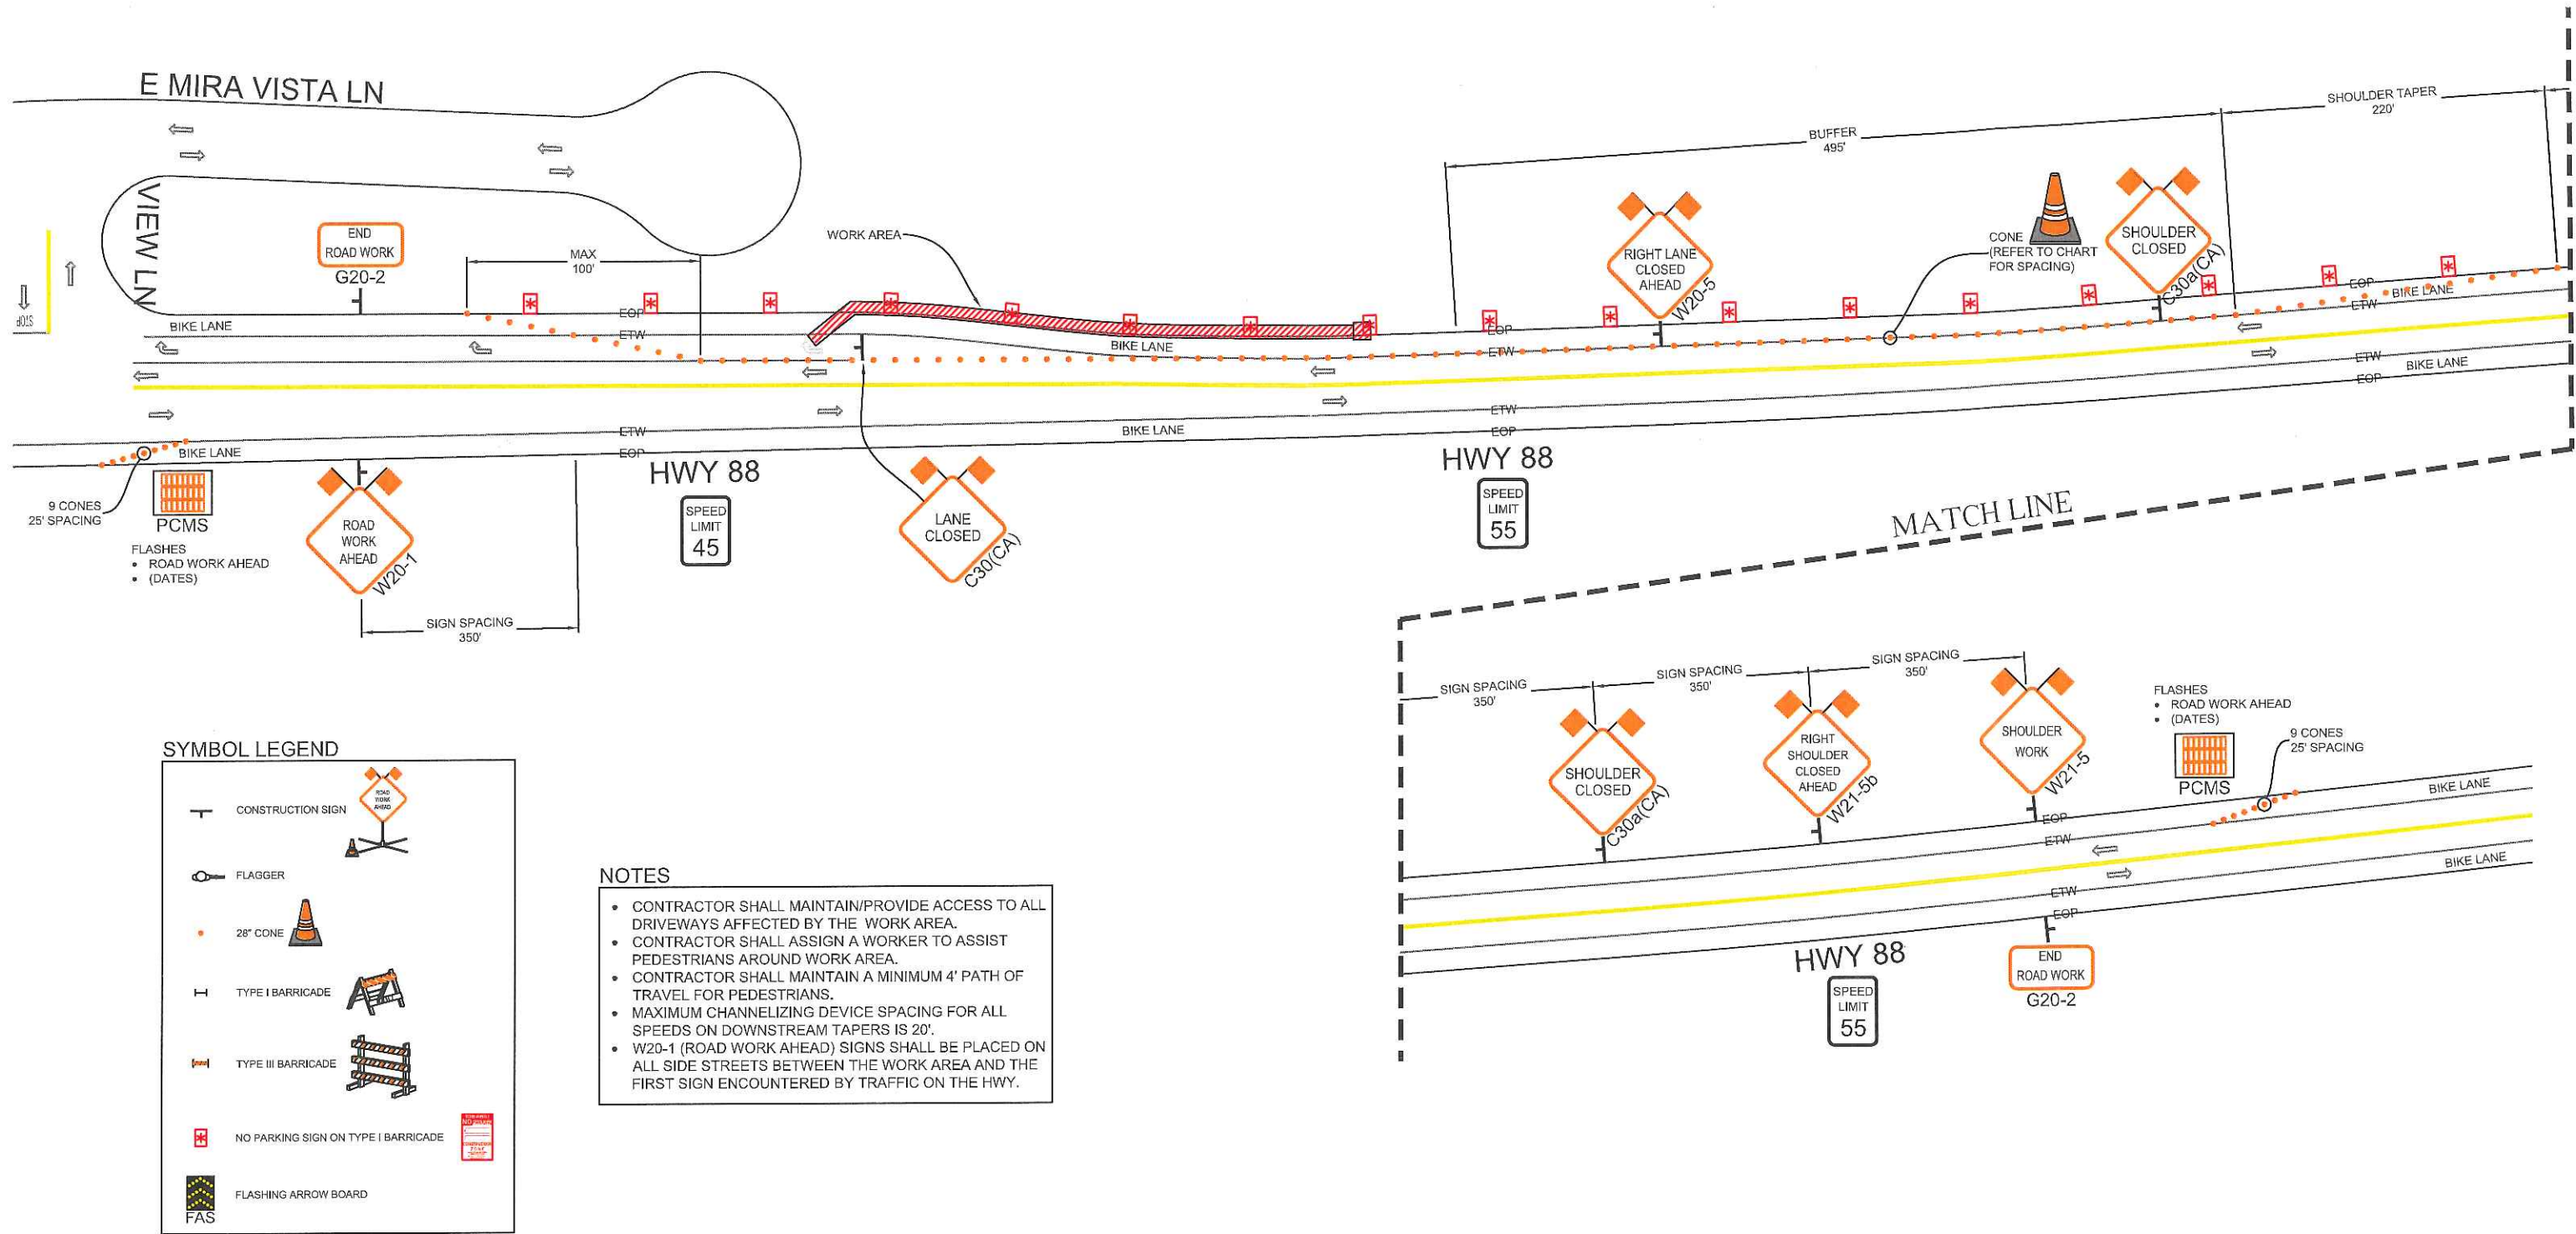 E MIRA VISTA LN
VIEW LN
STOP
END
ROAD WORK
G20-2
MAX
100'
WORK AREA
BUFFER
495'
SHOULDER TAPER
220'
RIGHT LANE
CLOSED
AHEAD
W20-5
CONE
(REFER TO CHART
FOR SPACING)
SHOULDER
CLOSED
C30a(CA)
BIKE LANE
EOP
ETW
BIKE LANE
EOP
ETW
EOP
ETW
BIKE LANE
ETW
BIKE LANE
EOP
ETW
EOP
BIKE LANE
ETW
EOP
BIKE LANE
9 CONES
25' SPACING
PCMS
FLASHES
• ROAD WORK AHEAD
• (DATES)
ROAD
WORK
AHEAD
W20-1
SIGN SPACING
350'
HWY 88
SPEED
LIMIT
45
LANE
CLOSED
C30(CA)
HWY 88
SPEED
LIMIT
55
MATCH LINE
SIGN SPACING
350'
SIGN SPACING
350'
SIGN SPACING
350'
SHOULDER
CLOSED
C30a(CA)
RIGHT
SHOULDER
CLOSED
AHEAD
W21-5b
SHOULDER
WORK
W21-5
FLASHES
• ROAD WORK AHEAD
• (DATES)
PCMS
9 CONES
25' SPACING
BIKE LANE
EOP
ETW
BIKE LANE
ETW
EOP
HWY 88
SPEED
LIMIT
55
END
ROAD WORK
G20-2
SYMBOL LEGEND
CONSTRUCTION SIGN
ROAD
WORK
AHEAD
FLAGGER
28" CONE
TYPE I BARRICADE
TYPE III BARRICADE
NO PARKING SIGN ON TYPE I BARRICADE
FLASHING ARROW BOARD
FAS
NOTES
• CONTRACTOR SHALL MAINTAIN/PROVIDE ACCESS TO ALL
DRIVEWAYS AFFECTED BY THE WORK AREA.
• CONTRACTOR SHALL ASSIGN A WORKER TO ASSIST
PEDESTRIANS AROUND WORK AREA.
• CONTRACTOR SHALL MAINTAIN A MINIMUM 4' PATH OF
TRAVEL FOR PEDESTRIANS.
• MAXIMUM CHANNELIZING DEVICE SPACING FOR ALL
SPEEDS ON DOWNSTREAM TAPERS IS 20'.
• W20-1 (ROAD WORK AHEAD) SIGNS SHALL BE PLACED ON
ALL SIDE STREETS BETWEEN THE WORK AREA AND THE
FIRST SIGN ENCOUNTERED BY TRAFFIC ON THE HWY.